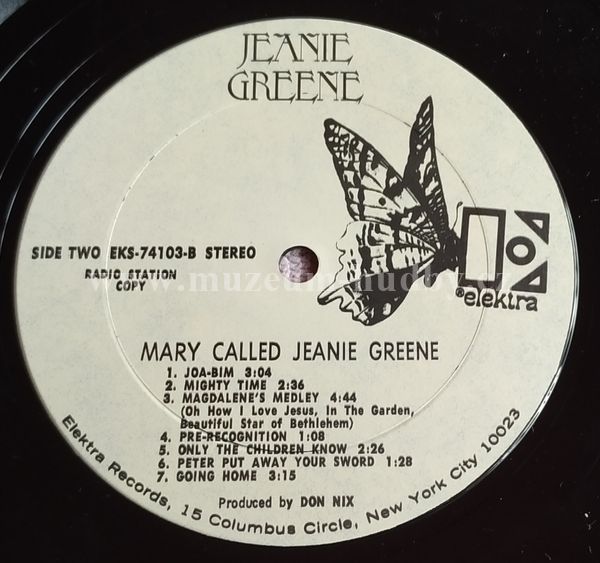 JEANIE
GREENE
SIDE TWO EKS-74103-B STEREO
RADIO STATION
COPY
www.muzeumhudby.cz
elektra
MARY CALLED JEANIE GREENE
1. JOA-BIM 3:04
2. MIGHTY TIME 2:36
3. MAGDALENE'S MEDLEY 4:44
(Oh How I Love Jesus, In The Garden,
Beautiful Star of Bethlehem)
4. PRE-RECOGNITION 1:08
5. ONLY THE CHILDREN KNOW 2:26
6. PETER PUT AWAY YOUR SWORD 1:28
7. GOING HOME 3:15
Produced by DON NIX
Elektra Records, 15 Columbus Circle, New York City 10023